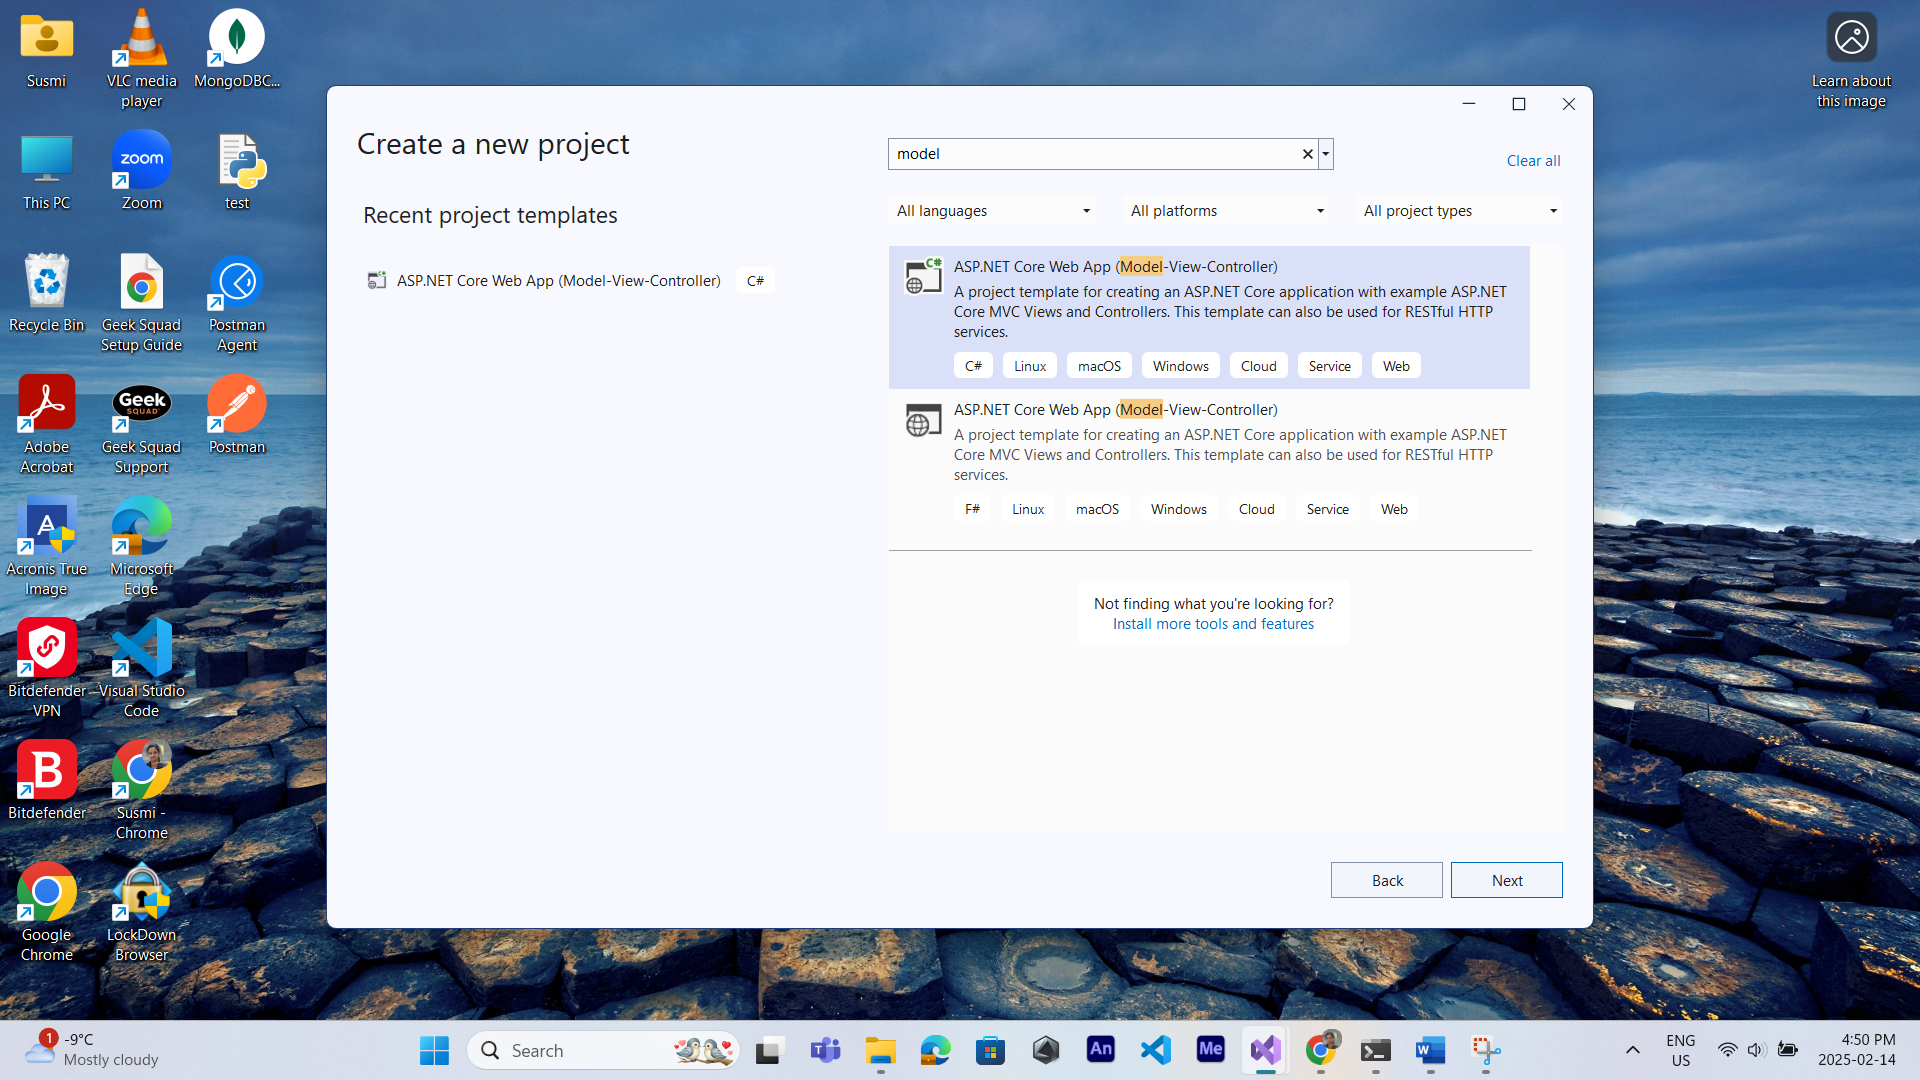 Susmi
VLC media
player
MongoDBC...
This PC
Zoom
zoom
test
Recycle Bin
Geek Squad
Setup Guide
Postman
Agent
Adobe
Acrobat
Geek
SQUAD
Geek Squad
Support
Postman
Acronis True
Image
Microsoft
Edge
Bitdefender
VPN
Visual Studio
Code
Bitdefender
Susmi -
Chrome
Google
Chrome
LockDown
Browser
Learn about
this image
Create a new project
model
Clear all
Recent project templates
All languages
All platforms
All project types
ASP.NET Core Web App (Model-View-Controller) C#
ASP.NET Core Web App (Model-View-Controller)
A project template for creating an ASP.NET Core application with example ASP.NET
Core MVC Views and Controllers. This template can also be used for RESTful HTTP
services.
C# Linux macOS Windows Cloud Service Web
ASP.NET Core Web App (Model-View-Controller)
A project template for creating an ASP.NET Core application with example ASP.NET
Core MVC Views and Controllers. This template can also be used for RESTful HTTP
services.
F# Linux macOS Windows Cloud Service Web
Not finding what you're looking for?
Install more tools and features
Back
Next
1
-9°C
Mostly cloudy
Search
An
Me
ENG
US
4:50 PM
2025-02-14